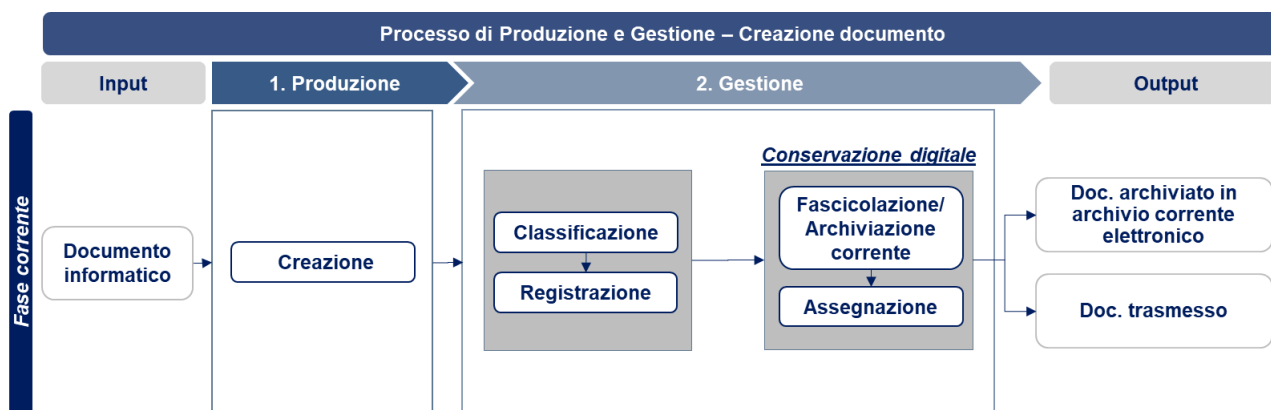 Processo di Produzione e Gestione – Creazione documento
Input
1. Produzione
2. Gestione
Output
Fase corrente
Documento
informatico
Creazione
Classificazione
Registrazione
Conservazione digitale
Fascicolazione/
Archiviazione
corrente
Assegnazione
Doc. archiviato in
archivio corrente
elettronico
Doc. trasmesso